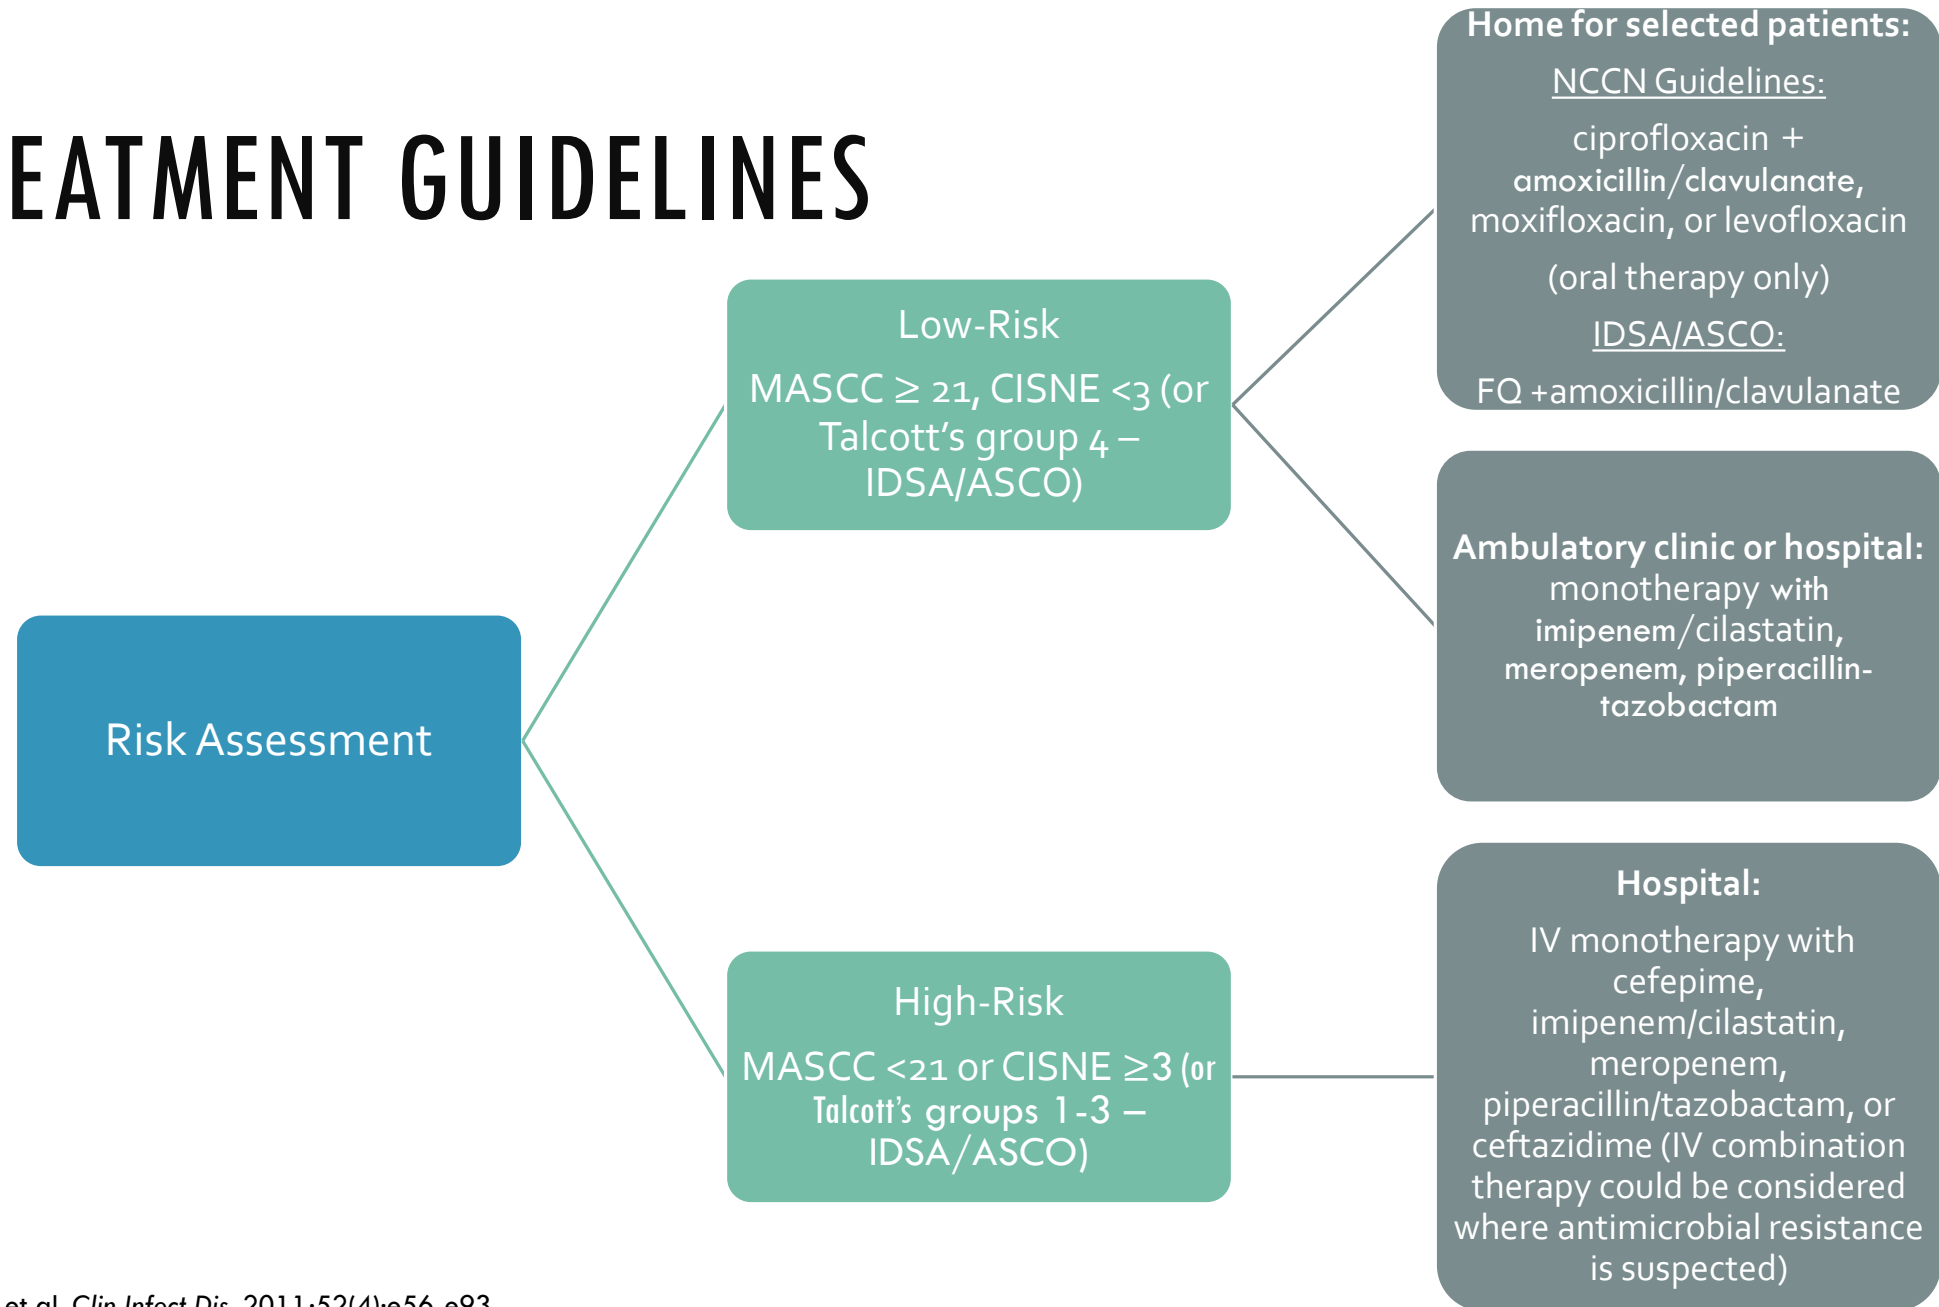 EATMENT GUIDELINES
Risk Assessment
Low-Risk
MASCC ≥ 21, CISNE <3 (or
Talcott’s group 4 –
IDSA/ASCO)
High-Risk
MASCC <21 or CISNE ≥3 (or
Talcott’s groups 1-3 –
IDSA/ASCO)
Home for selected patients:
NCCN Guidelines:
ciprofloxacin +
amoxicillin/clavulanate,
moxifloxacin, or levofloxacin
(oral therapy only)
IDSA/ASCO:
FQ +amoxicillin/clavulanate
Ambulatory clinic or hospital:
monotherapy with
imipenem/cilastatin,
meropenem, piperacillin-
tazobactam
Hospital:
IV monotherapy with
cefepime,
imipenem/cilastatin,
meropenem,
piperacillin/tazobactam, or
ceftazidime (IV combination
therapy could be considered
where antimicrobial resistance
is suspected)
et al. Clin Infect Dis. 2011;52(4):e56-e93